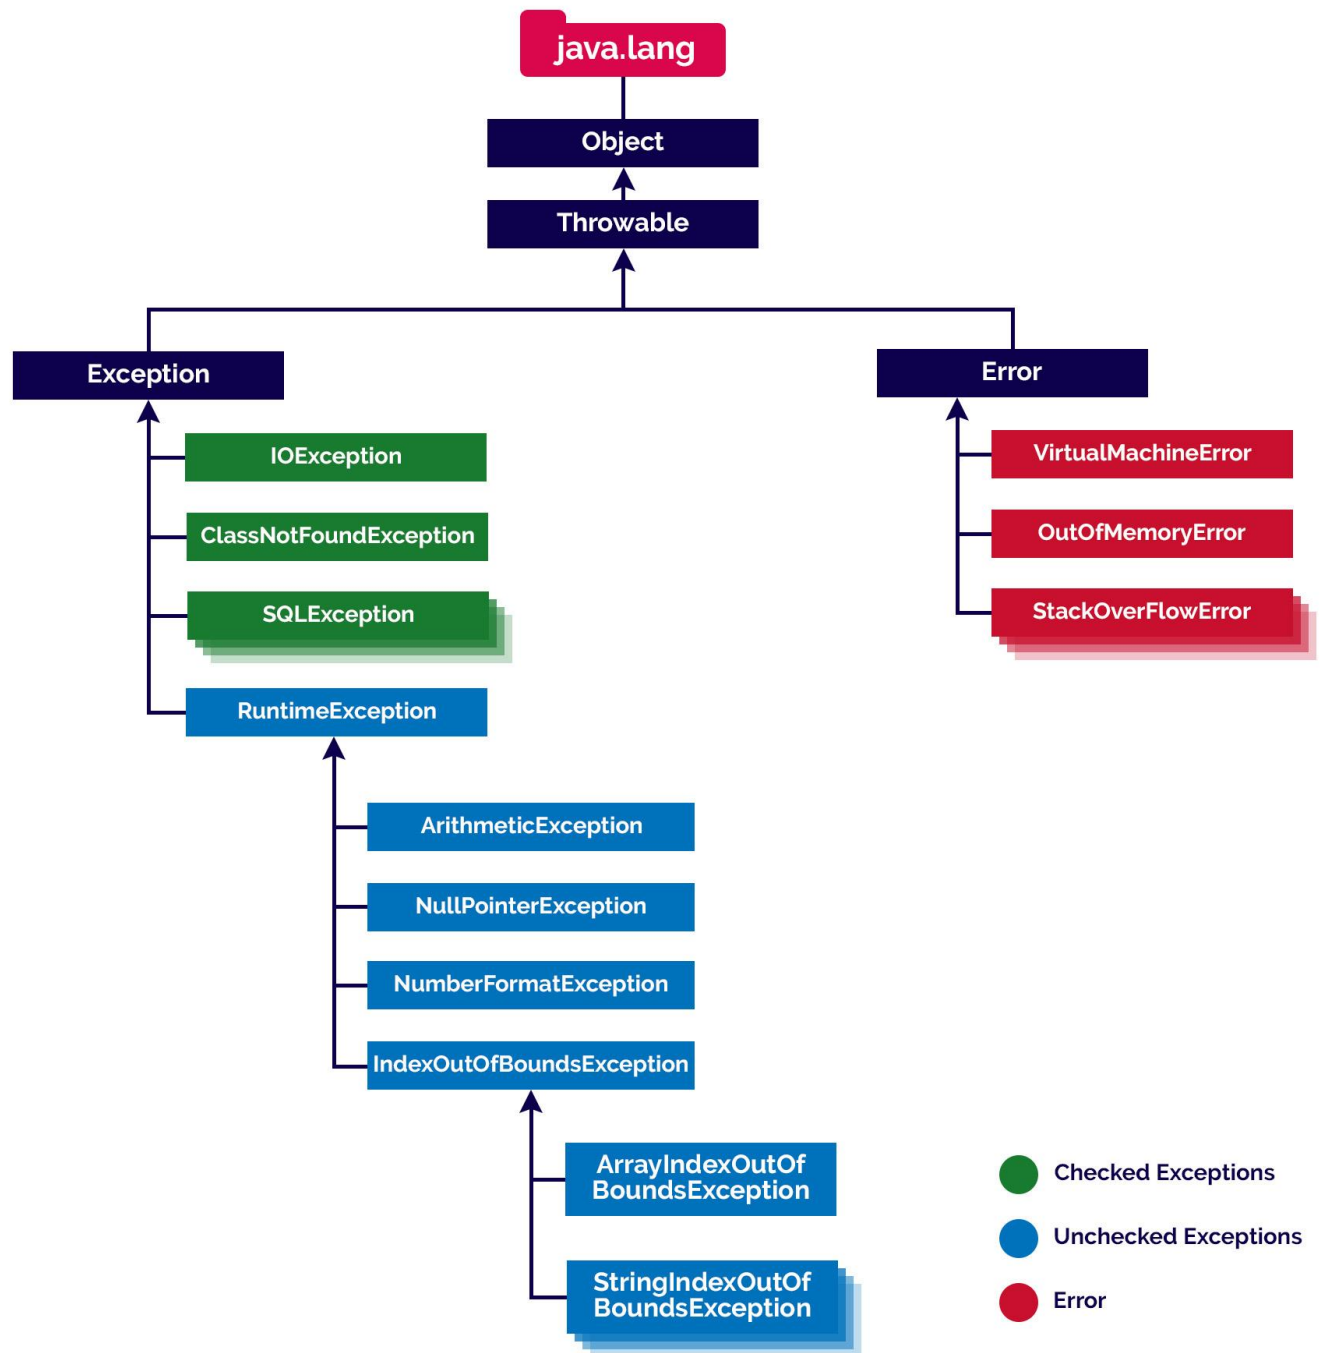 java.lang
Object
Throwable
Exception
Error
IOException
ClassNotFoundException
SQLException
RuntimeException
VirtualMachineError
OutOfMemoryError
StackOverFlowError
ArithmeticException
NullPointerException
NumberFormatException
IndexOutOfBoundsException
ArrayIndexOutOf
BoundsException
StringIndexOutOf
BoundsException
Checked Exceptions
Unchecked Exceptions
Error